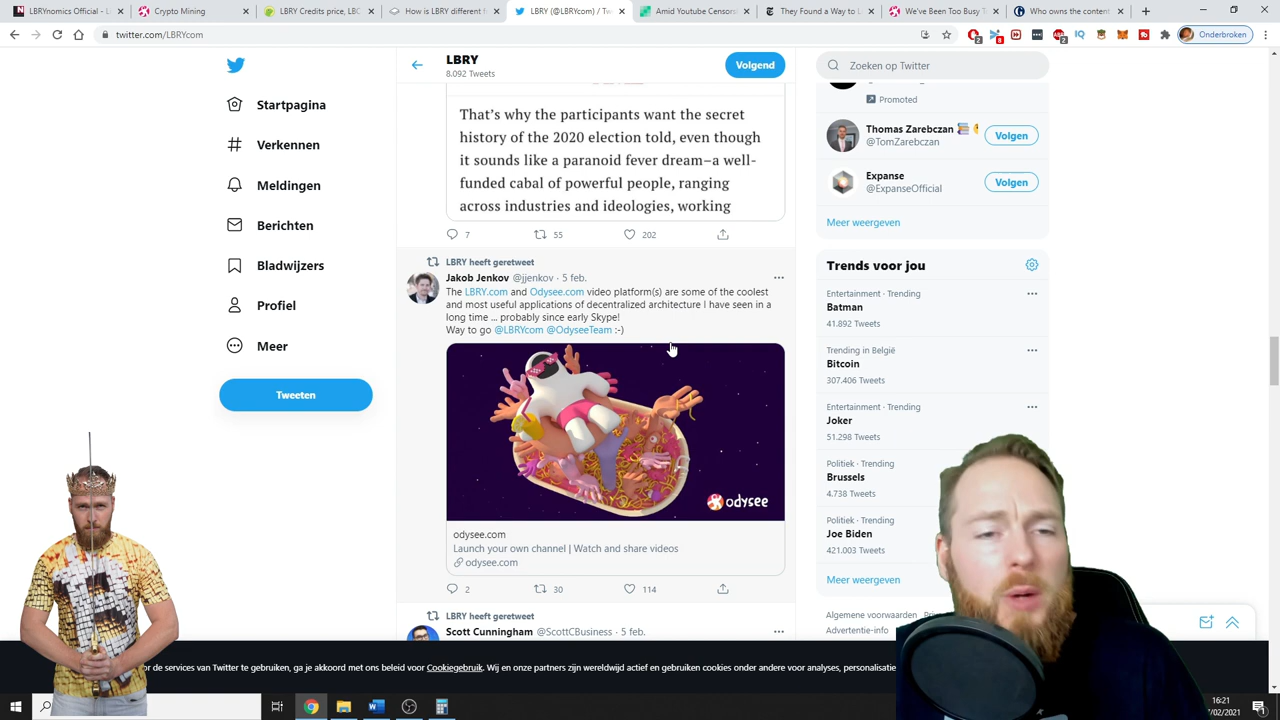 LBRYnomics Official - L
Crypto Mining
LBRY Credits price, LBC
How is LBRY different
LBRY (@LBRYcom) / Tw
Amid Youtube Censors
They Found a Way to L
We've Been Too Busy T
Who owns the content
twitter.com/LBRYcom
Onderbroken
LBRY
8.092 Tweets
Volgend
Zoeken op Twitter
Startpagina
Verkennen
Meldingen
Berichten
Bladwijzers
Profiel
Meer
Tweeten
That's why the participants want the secret
history of the 2020 election told, even though
it sounds like a paranoid fever dream–a well-
funded cabal of powerful people, ranging
across industries and ideologies, working
7 55 202
LBRY heeft geretweet
Jakob Jenkov @jjenkov · 5 feb.
The LBRY.com and Odysee.com video platform(s) are some of the coolest
and most useful applications of decentralized architecture I have seen in a
long time ... probably since early Skype!
Way to go @LBRYcom @OdyseeTeam :-)
odysee
odysee.com
Launch your own channel | Watch and share videos
odysee.com
2 30 114
LBRY heeft geretweet
Scott Cunningham @ScottCBusiness · 5 feb.
Promoted
Thomas Zarebczan
@TomZarebczan
Volgen
Expanse
@ExpanseOfficial
Volgen
Meer weergeven
Trends voor jou
Entertainment · Trending
Batman
41.892 Tweets
Trending in België
Bitcoin
307.406 Tweets
Entertainment · Trending
Joker
51.298 Tweets
Politiek · Trending
Brussels
4.738 Tweets
Politiek · Trending
Joe Biden
421.003 Tweets
Meer weergeven
Algemene voorwaarden
Advertentie-info
or de services van Twitter te gebruiken, ga je akkoord met ons beleid voor Cookiegebruik. Wij en onze partners zijn wereldwijd actief en gebruiken cookies onder andere voor analyses, personalisatie
16:21
/02/2021